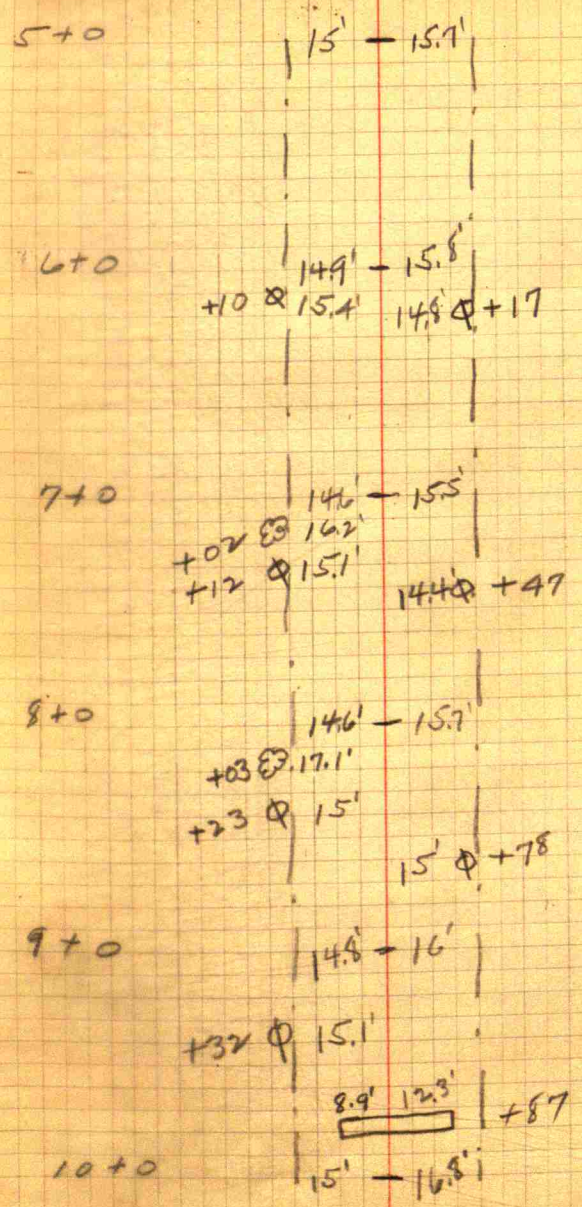 5+0 15' — 15.7'
6+0 14.9' — 15.8'
+10 15.4' 14.8' +17
7+0 14.6' — 15.5'
+02 16.2'
+12 15.1' 14.4' +47
8+0 14.6' — 15.7'
+03 17.1'
+23 15'
15' +78
9+0 14.8' — 16'
+32 15.1'
8.9' 12.3' +87
10+0 15' — 16.8'